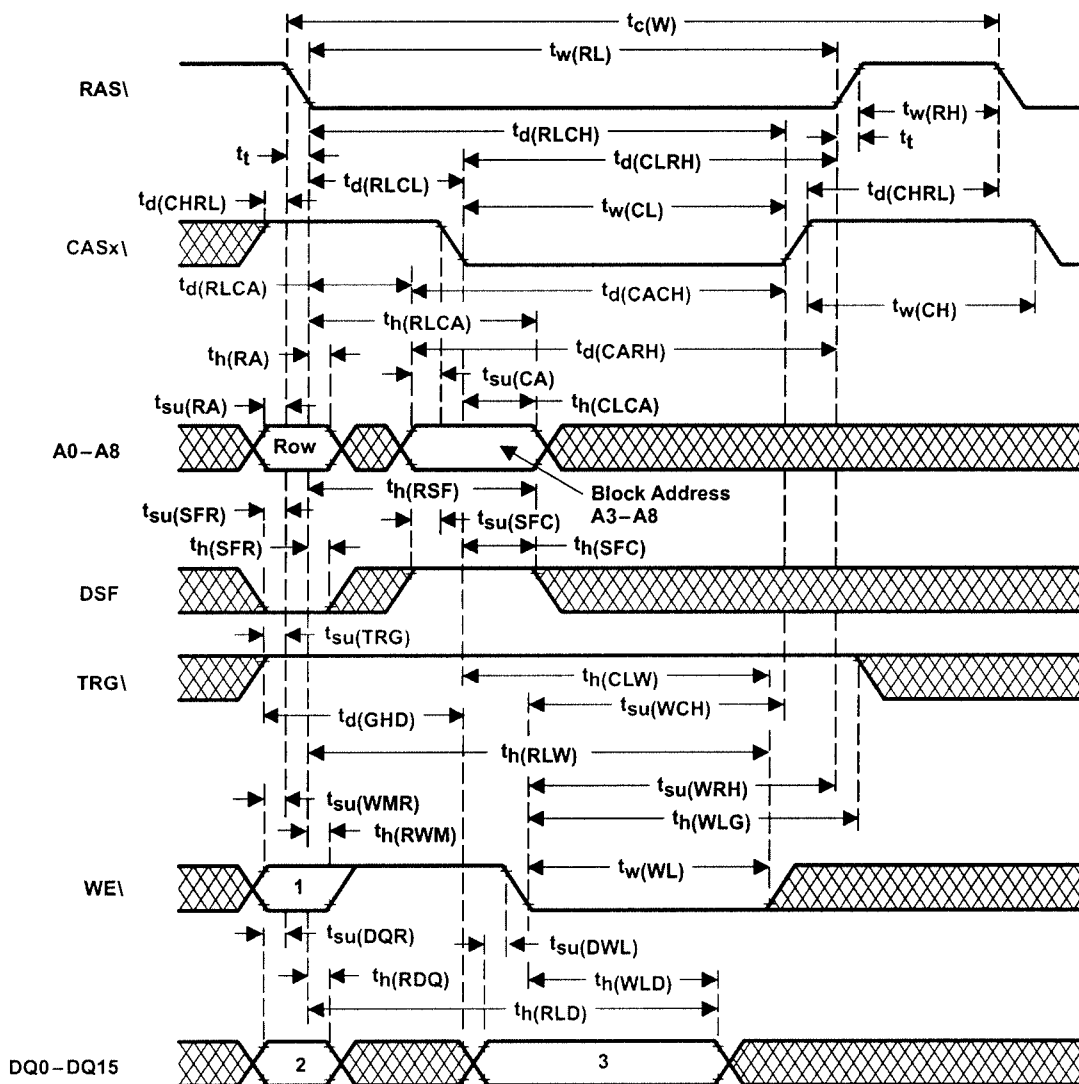 tc(W)
tw(RL)
RAS\
tw(RH)
td(RLCH)
tt
tt
td(CLRH)
td(RLCL)
td(CHRL)
td(CHRL)
tw(CL)
CASx\
td(RLCA)
td(CACH)
tw(CH)
th(RLCA)
th(RA)
td(CARH)
tsu(CA)
tsu(RA)
th(CLCA)
A0–A8
Row
th(RSF)
Block Address
A3–A8
tsu(SFR)
tsu(SFC)
th(SFR)
th(SFC)
DSF
tsu(TRG)
TRG\
th(CLW)
tsu(WCH)
td(GHD)
th(RLW)
tsu(WRH)
tsu(WMR)
th(WLG)
th(RWM)
tw(WL)
WE\
1
tsu(DQR)
tsu(DWL)
th(RDQ)
th(WLD)
th(RLD)
DQ0–DQ15
2
3